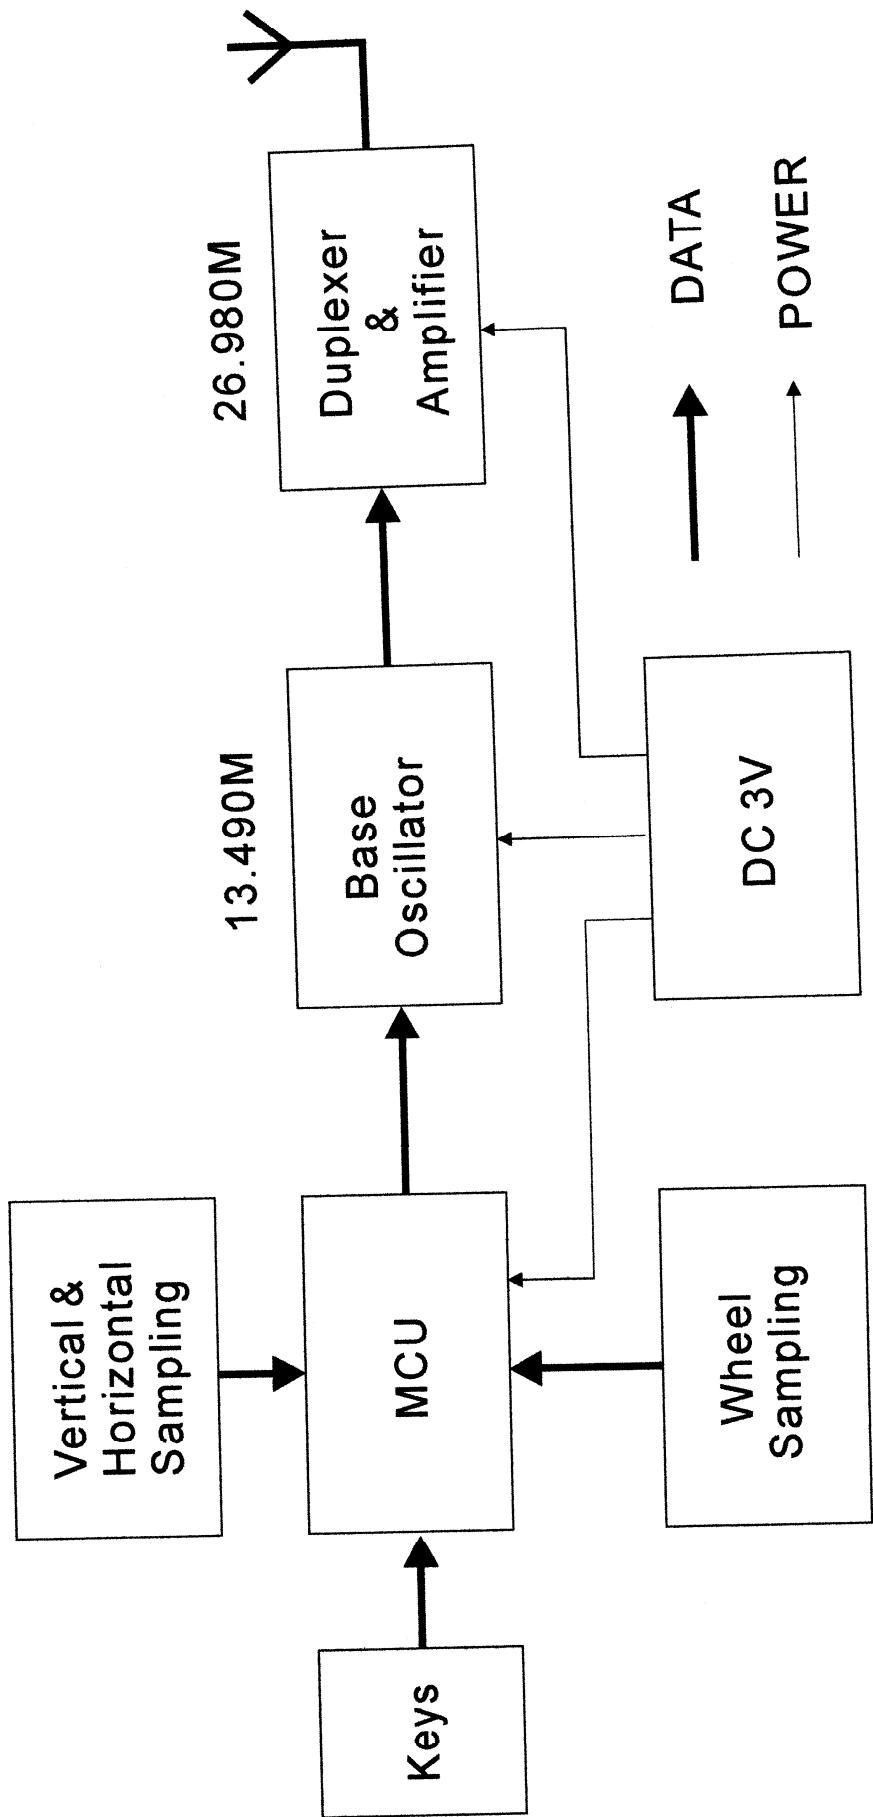 Vertical &
Horizontal
Sampling
13.490M
26.980M
Keys
MCU
Base
Oscillator
Duplexer
&
Amplifier
Wheel
Sampling
DC 3V
DATA
POWER